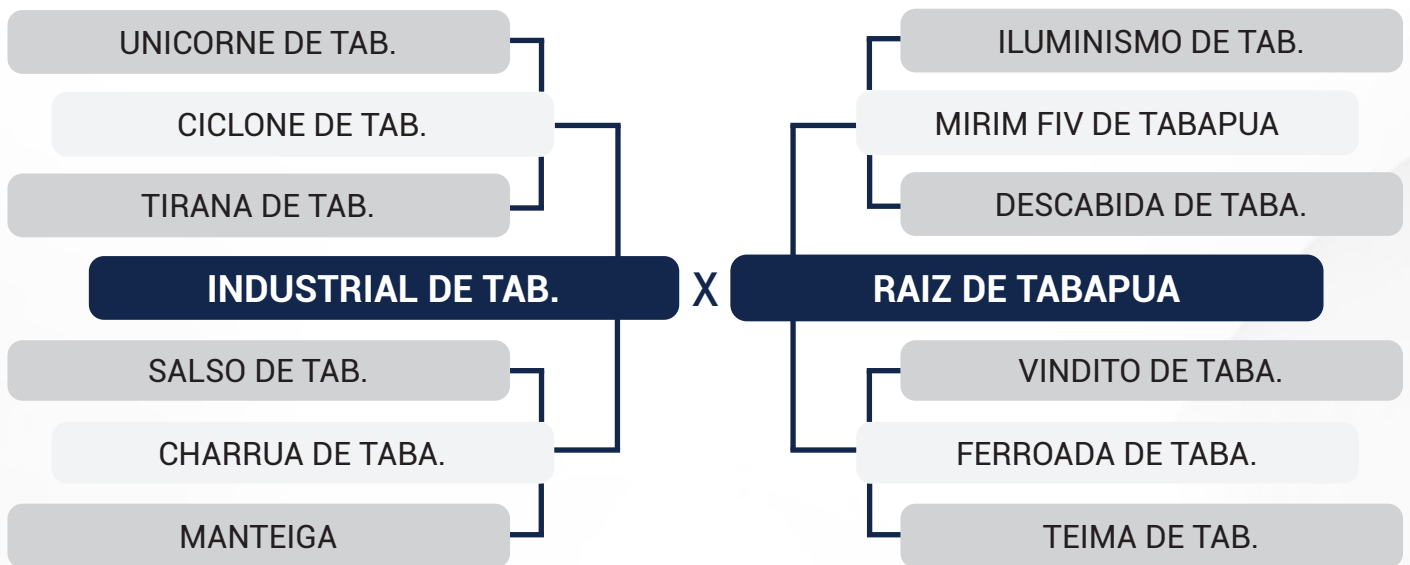 UNICORNE DE TAB.
CICLONE DE TAB.
TIRANA DE TAB.
INDUSTRIAL DE TAB.
SALSO DE TAB.
CHARRUA DE TABA.
MANTEIGA
X
ILUMINISMO DE TAB.
MIRIM FIV DE TABAPUA
DESCABIDA DE TABA.
RAIZ DE TABAPUA
VINDITO DE TABA.
FERROADA DE TABA.
TEIMA DE TAB.